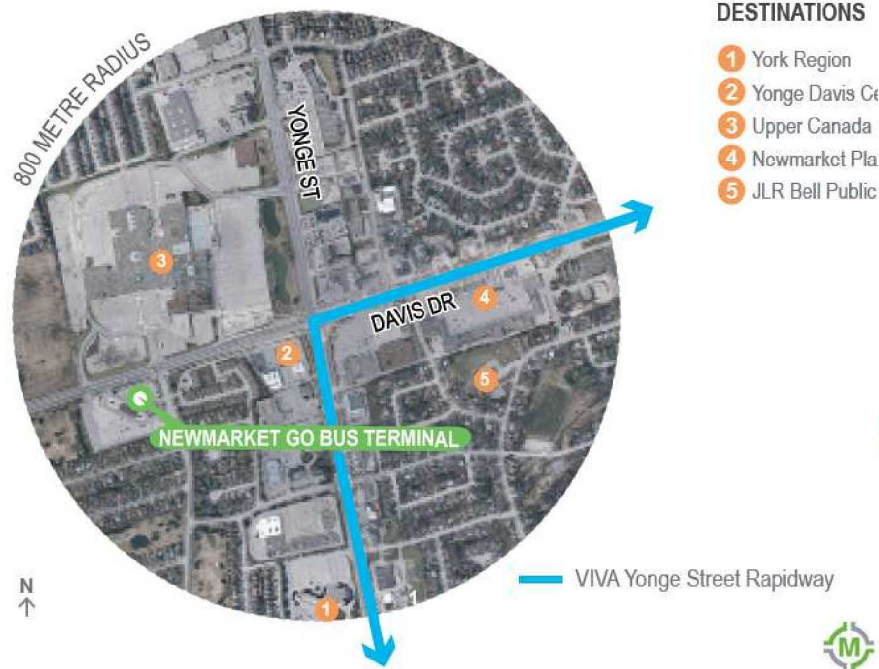 800 METRE RADIUS
YONGE ST
DAVIS DR
NEWMARKET GO BUS TERMINAL
3
4
2
5
1
DESTINATIONS
1 York Region
2 Yonge Davis Ce
3 Upper Canada
4 Newmarket Pla
5 JLR Bell Public
N
VIVA Yonge Street Rapidway
M